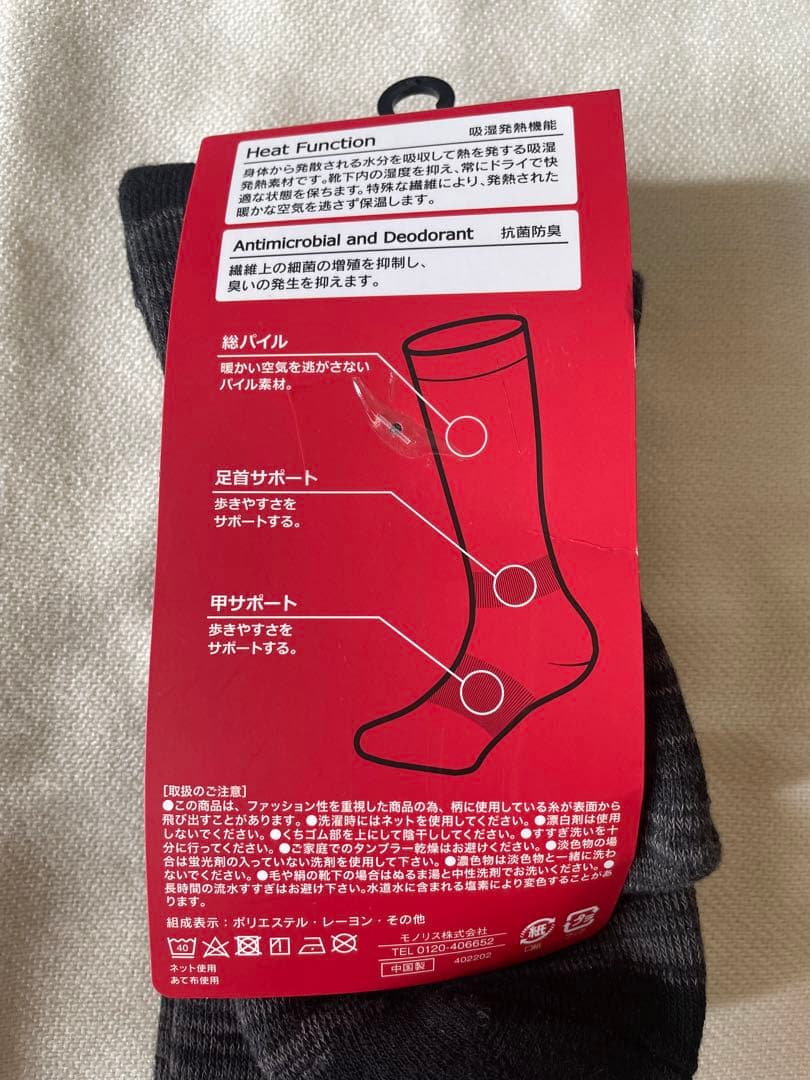 Heat Function 吸湿発熱機能
身体から発散される水分を吸収して熱を発する吸湿
発熱素材です。靴下内の湿度を抑え、常にドライで快
適な状態を保ちます。特殊な繊維により、発熱された
暖かな空気を逃さず保温します。
Antimicrobial and Deodorant 抗菌防臭
繊維上の細菌の増殖を抑制し、
臭いの発生を抑えます。
総パイル
暖かい空気を逃がさない
パイル素材。
足首サポート
歩きやすさを
サポートする。
甲サポート
歩きやすさを
サポートする。
[取扱のご注意]
●この商品は、ファッション性を重視した商品の為、柄に使用している糸が表面から
飛び出すことがあります。●洗濯時にはネットを使用してください。●漂白剤は使用
しないでください。●くちゴム部を上にして陰干ししてください。●すすぎ洗いを十
分に行ってください。●ご家庭でのタンブラー乾燥はお避けください。●淡色物の場
合は蛍光剤の入っていない洗剤を使用して下さい。●濃色物は淡色物と一緒に洗わ
ないでください。●毛や絹の靴下の場合はぬるま湯と中性洗剤でお洗いください。●
長時間の流水すすぎはお避け下さい。水道水に含まれる塩素により変色することがあ
ります。
組成表示：ポリエステル・レーヨン・その他
40
ネット使用
あて布使用
モノリス株式会社
TEL 0120-406652
中国製 402202
紙
プラ